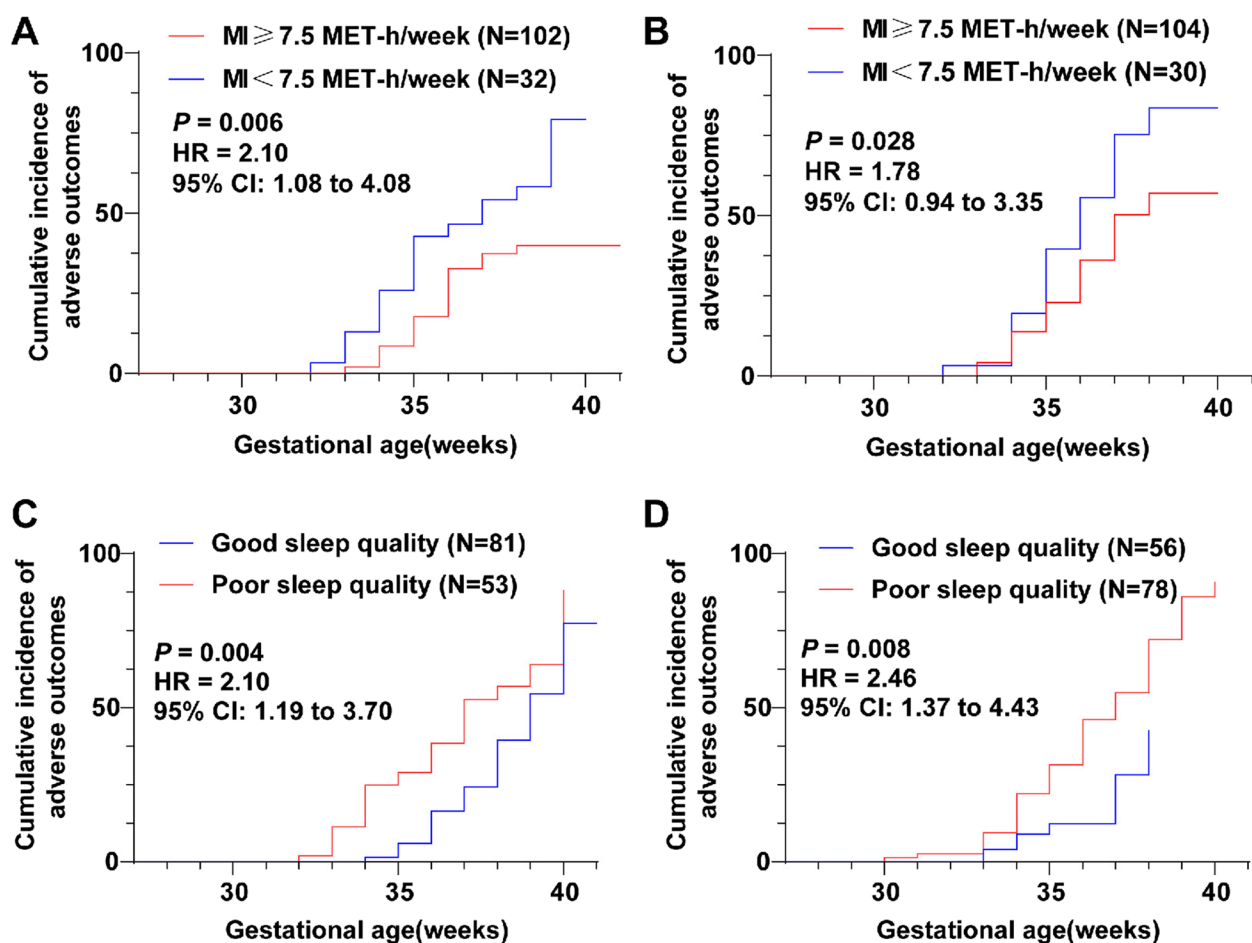 A
MI ≥ 7.5 MET-h/week (N=102)
MI < 7.5 MET-h/week (N=32)
P = 0.006
HR = 2.10
95% CI: 1.08 to 4.08
Cumulative incidence of
adverse outcomes
100
50
0
30
35
40
Gestational age(weeks)
B
MI ≥ 7.5 MET-h/week (N=104)
MI < 7.5 MET-h/week (N=30)
P = 0.028
HR = 1.78
95% CI: 0.94 to 3.35
Cumulative incidence of
adverse outcomes
100
50
0
30
35
40
Gestational age(weeks)
C
Good sleep quality (N=81)
Poor sleep quality (N=53)
P = 0.004
HR = 2.10
95% CI: 1.19 to 3.70
Cumulative incidence of
adverse outcomes
100
50
0
30
35
40
Gestational age(weeks)
D
Good sleep quality (N=56)
Poor sleep quality (N=78)
P = 0.008
HR = 2.46
95% CI: 1.37 to 4.43
Cumulative incidence of
adverse outcomes
100
50
0
30
35
40
Gestational age(weeks)